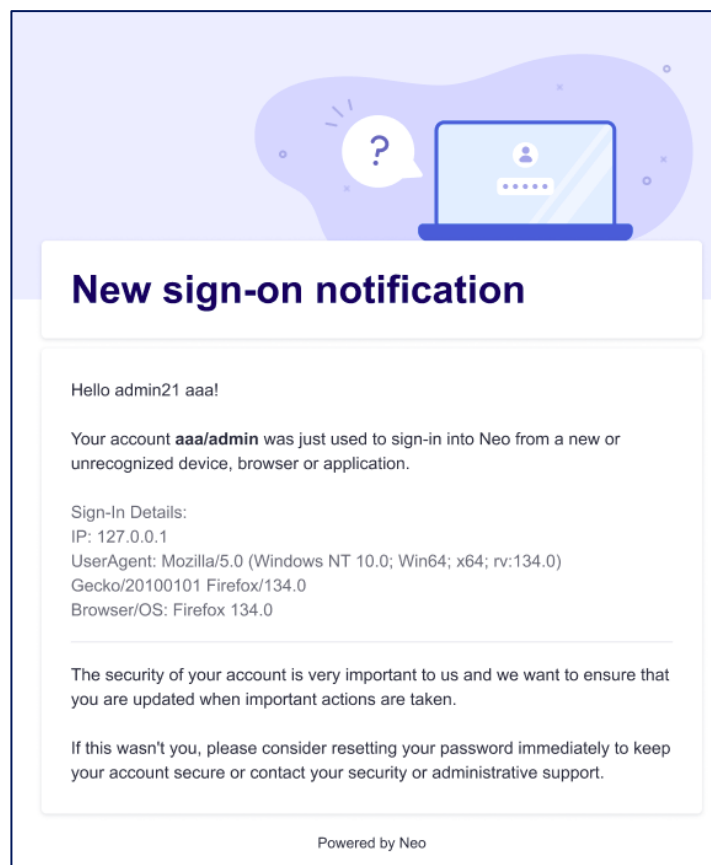 ?
New sign-on notification
Hello admin21 aaa!
Your account aaa/admin was just used to sign-in into Neo from a new or
unrecognized device, browser or application.
Sign-In Details:
IP: 127.0.0.1
UserAgent: Mozilla/5.0 (Windows NT 10.0; Win64; x64; rv:134.0)
Gecko/20100101 Firefox/134.0
Browser/OS: Firefox 134.0
The security of your account is very important to us and we want to ensure that
you are updated when important actions are taken.
If this wasn't you, please consider resetting your password immediately to keep
your account secure or contact your security or administrative support.
Powered by Neo